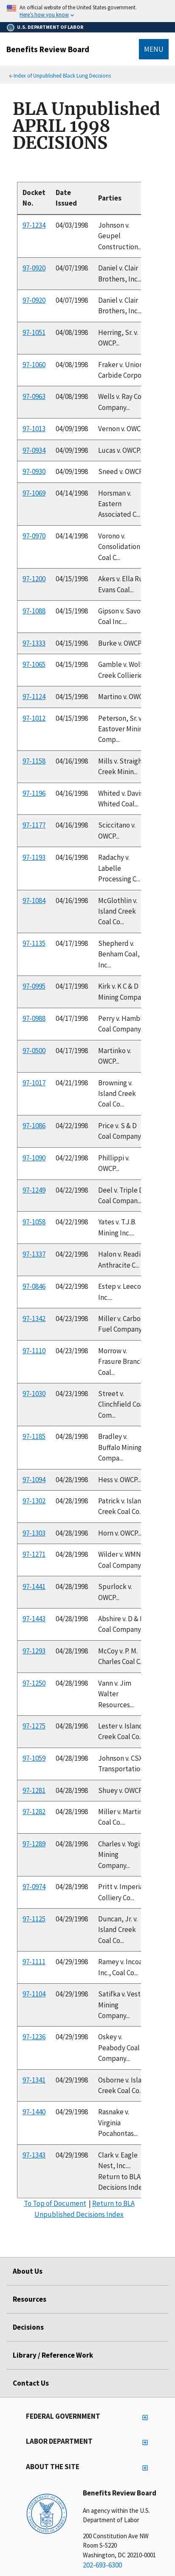 An official website of the United States government.
Here's how you know
U.S. DEPARTMENT OF LABOR
Benefits Review Board
MENU
« Index of Unpublished Black Lung Decisions
BLA Unpublished
APRIL 1998
DECISIONS
Docket No. Date Issued Parties
97-1234 04/03/1998 Johnson v. Geupel Construction...
97-0920 04/07/1998 Daniel v. Clair Brothers, Inc...
97-0920 04/07/1998 Daniel v. Clair Brothers, Inc...
97-1051 04/08/1998 Herring, Sr. v. OWCP...
97-1060 04/08/1998 Fraker v. Union Carbide Corpo
97-0963 04/08/1998 Wells v. Ray Co Company...
97-1013 04/09/1998 Vernon v. OWC
97-0934 04/09/1998 Lucas v. OWCP.
97-0930 04/09/1998 Sneed v. OWCP
97-1069 04/14/1998 Horsman v. Eastern Associated C...
97-0970 04/14/1998 Vorono v. Consolidation Coal C...
97-1200 04/15/1998 Akers v. Ella Ru Evans Coal...
97-1088 04/15/1998 Gipson v. Savo Coal Inc....
97-1333 04/15/1998 Burke v. OWCP
97-1065 04/15/1998 Gamble v. Wol Creek Collierie
97-1124 04/15/1998 Martino v. OWC
97-1012 04/15/1998 Peterson, Sr. v. Eastover Minin Comp...
97-1158 04/16/1998 Mills v. Straigh Creek Minin...
97-1196 04/16/1998 Whited v. Davis Whited Coal...
97-1177 04/16/1998 Sciccitano v. OWCP...
97-1193 04/16/1998 Radachy v. Labelle Processing C...
97-1084 04/16/1998 McGlothlin v. Island Creek Coal Co...
97-1135 04/17/1998 Shepherd v. Benham Coal, Inc...
97-0995 04/17/1998 Kirk v. K C & D Mining Compa
97-0988 04/17/1998 Perry v. Hamb Coal Company
97-0500 04/17/1998 Martinko v. OWCP...
97-1017 04/21/1998 Browning v. Island Creek Coal Co...
97-1086 04/22/1998 Price v. S & D Coal Company
97-1090 04/22/1998 Phillippi v. OWCP...
97-1249 04/22/1998 Deel v. Triple D Coal Compan...
97-1058 04/22/1998 Yates v. T.J.B. Mining Inc....
97-1337 04/22/1998 Halon v. Readi Anthracite C...
97-0846 04/22/1998 Estep v. Leeco Inc....
97-1342 04/23/1998 Miller v. Carbo Fuel Company
97-1110 04/23/1998 Morrow v. Frasure Branc Coal...
97-1030 04/23/1998 Street v. Clinchfield Coa Com...
97-1185 04/28/1998 Bradley v. Buffalo Mining Compa...
97-1094 04/28/1998 Hess v. OWCP...
97-1302 04/28/1998 Patrick v. Islan Creek Coal Co...
97-1303 04/28/1998 Horn v. OWCP...
97-1271 04/28/1998 Wilder v. WMN Coal Company
97-1441 04/28/1998 Spurlock v. OWCP...
97-1443 04/28/1998 Abshire v. D & Coal Company
97-1293 04/28/1998 McCoy v. P. M. Charles Coal C.
97-1250 04/28/1998 Vann v. Jim Walter Resources...
97-1275 04/28/1998 Lester v. Island Creek Coal Co...
97-1059 04/28/1998 Johnson v. CSX Transportation
97-1281 04/28/1998 Shuey v. OWCP
97-1282 04/28/1998 Miller v. Martin Coal Co....
97-1289 04/28/1998 Charles v. Yogi Mining Company...
97-0974 04/28/1998 Pritt v. Imperia Colliery Co...
97-1125 04/29/1998 Duncan, Jr. v. Island Creek Coal Co...
97-1111 04/29/1998 Ramey v. Incoa Inc., Coal Co...
97-1104 04/29/1998 Satifka v. Vest Mining Company...
97-1236 04/29/1998 Oskey v. Peabody Coal Company...
97-1341 04/29/1998 Osborne v. Isla Creek Coal Co.
97-1440 04/29/1998 Rasnake v. Virginia Pocahontas...
97-1343 04/29/1998 Clark v. Eagle Nest, Inc.... Return to BLA Decisions Inde
To Top of Document | Return to BLA
Unpublished Decisions Index
About Us
Resources
Decisions
Library / Reference Work
Contact Us
FEDERAL GOVERNMENT
LABOR DEPARTMENT
ABOUT THE SITE
Benefits Review Board
An agency within the U.S.
Department of Labor
200 Constitution Ave NW
Room S-5220
Washington, DC 20210-0001
202-693-6300